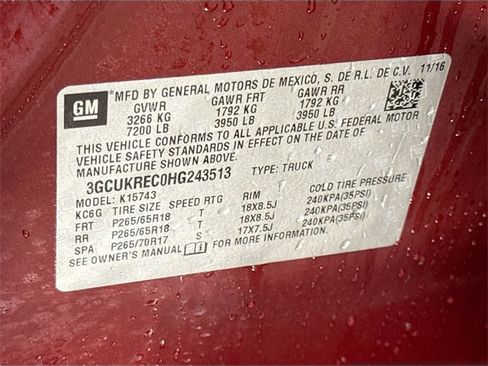 GM
MFD BY GENERAL MOTORS DE MEXICO, S. DE R.L. DE C.V. 11/16
GVWR GAWR FRT GAWR RR
3266 KG 1792 KG 1792 KG
7200 LB 3950 LB 3950 LB
THIS VEHICLE CONFORMS TO ALL APPLICABLE U.S. FEDERAL MOTOR
VEHICLE SAFETY STANDARDS IN EFFECT ON THE DATE OF
MANUFACTURE SHOWN ABOVE.
3GCUKREC0HG243513 TYPE: TRUCK
MODEL: K15743
KC6G TIRE SIZE SPEED RTG RIM COLD TIRE PRESSURE
FRT P265/65R18 T 18X8.5J 240KPA(35PSI)
RR P265/65R18 T 18X8.5J 240KPA(35PSI)
SPA P265/70R17 S 17X7.5J 240KPA(35PSI)
SEE OWNER'S MANUAL FOR MORE INFORMATION.